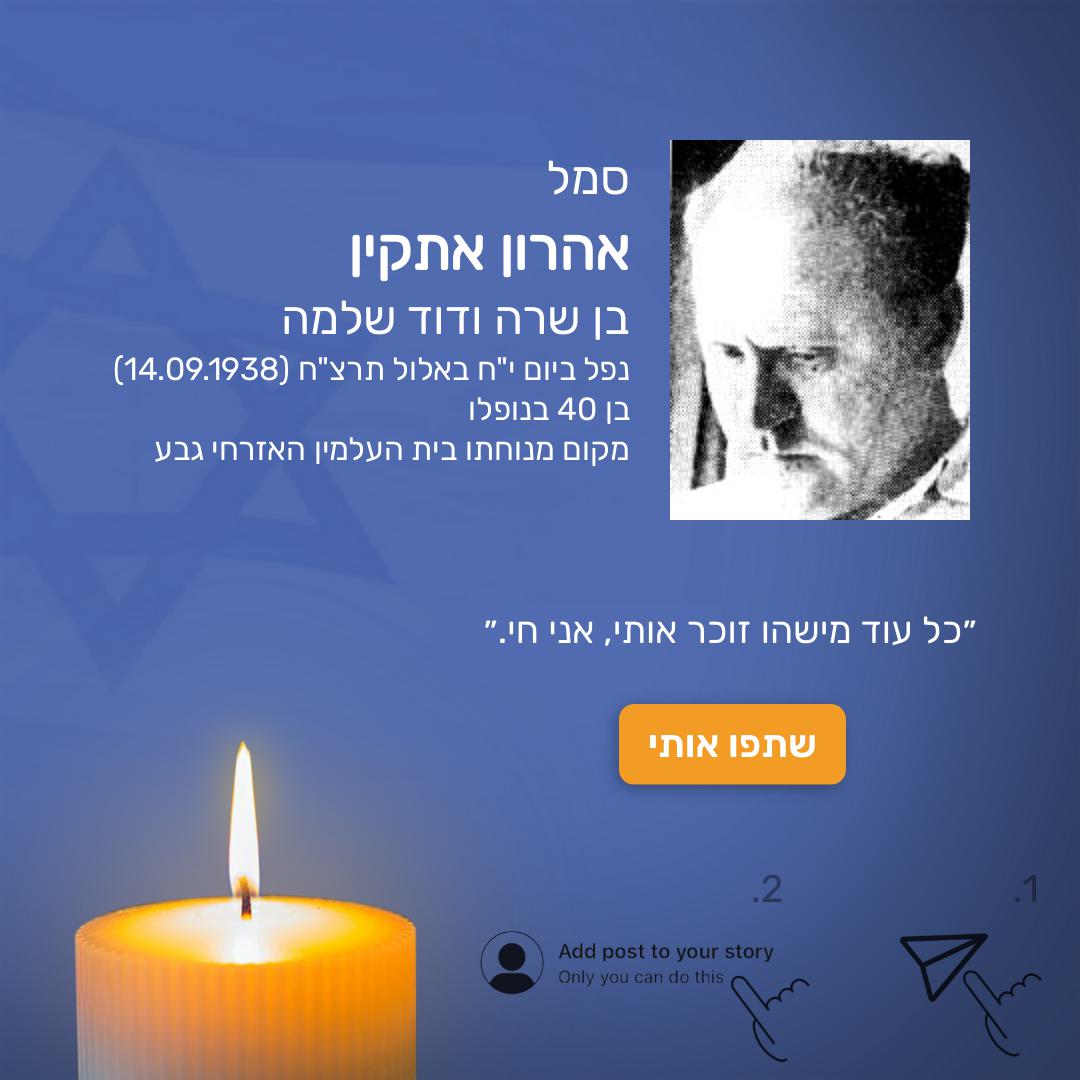 סמל
אהרון אתקין
בן שרה ודוד שלמה
נפל ביום י"ח באלול תרצ"ח (14.09.1938)
בן 40 בנופלו
מקום מנוחתו בית העלמין האזרחי גבע
״כל עוד מישהו זוכר אותי, אני חי.״
שתפו אותי
.1
.2
Add post to your story
Only you can do this